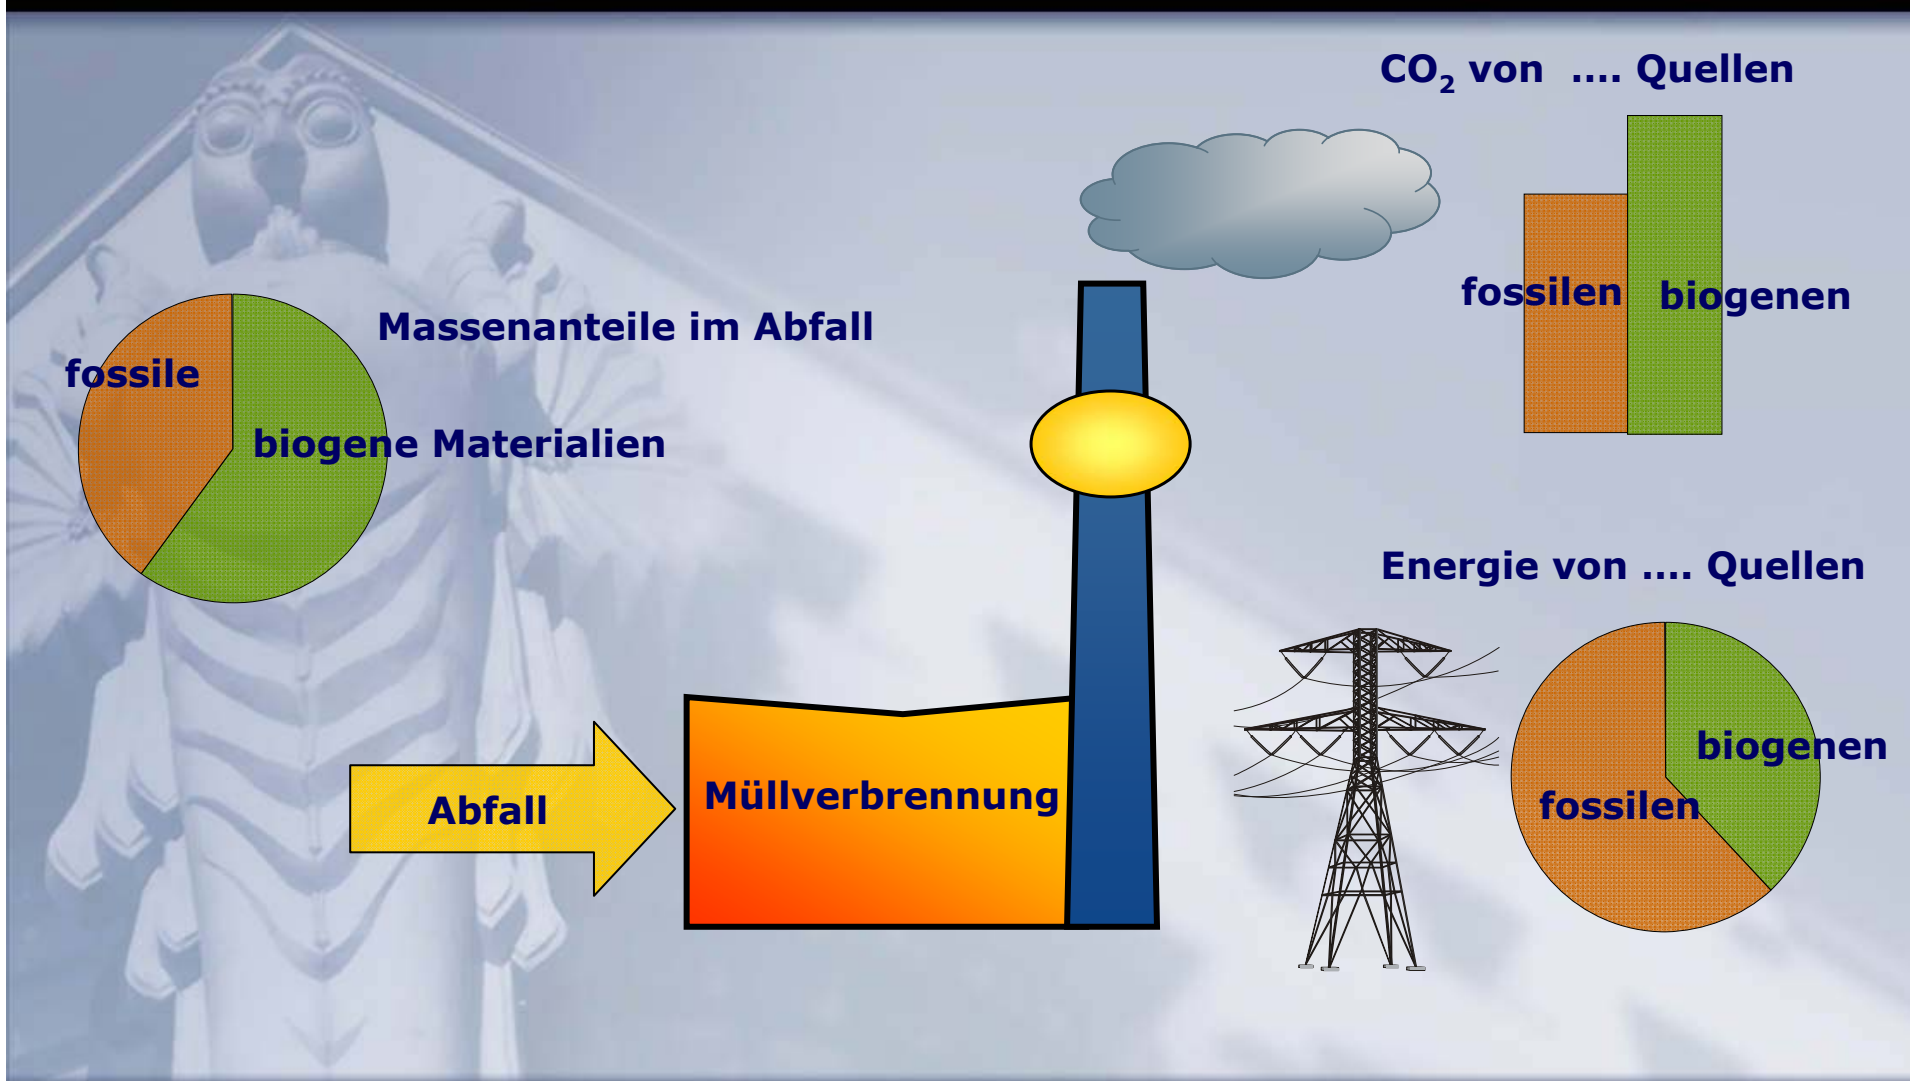 CO₂ von .... Quellen
fossilen
biogenen
Massenanteile im Abfall
fossile
biogene Materialien
Energie von .... Quellen
biogenen
fossilen
Abfall
Müllverbrennung